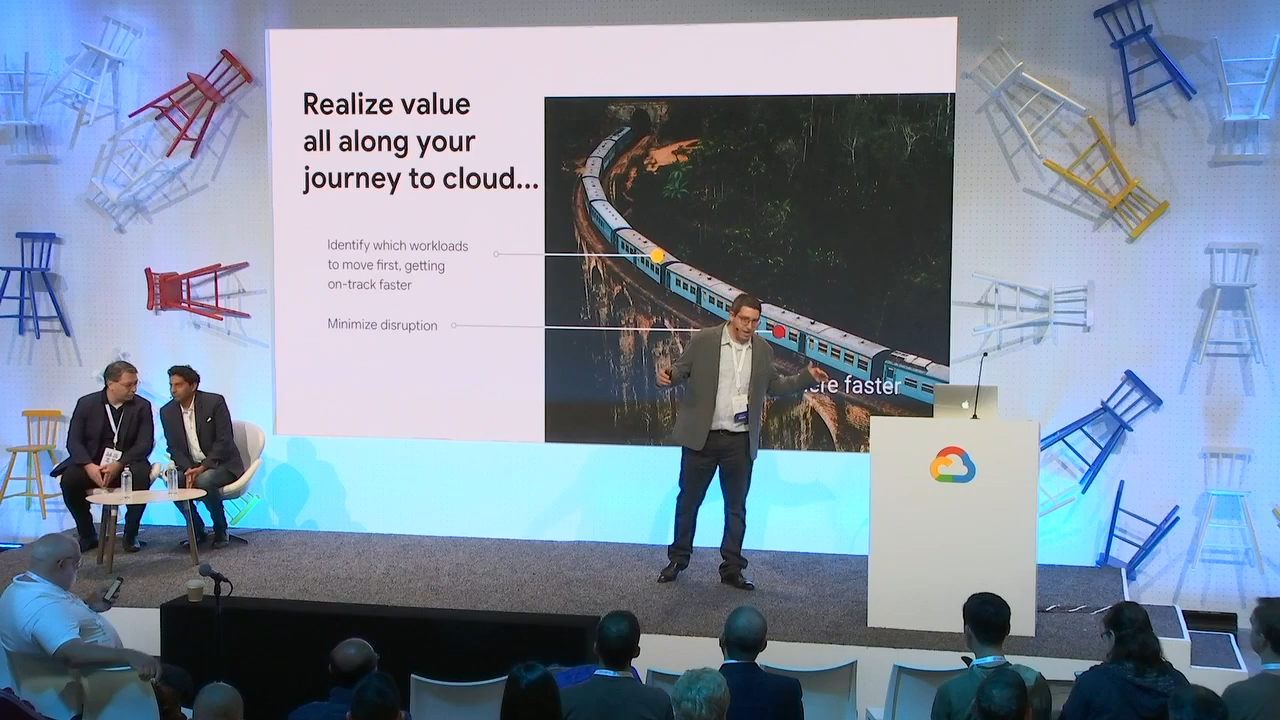 Realize value
all along your
journey to cloud...
Identify which workloads
to move first, getting
on-track faster
Minimize disruption
faster